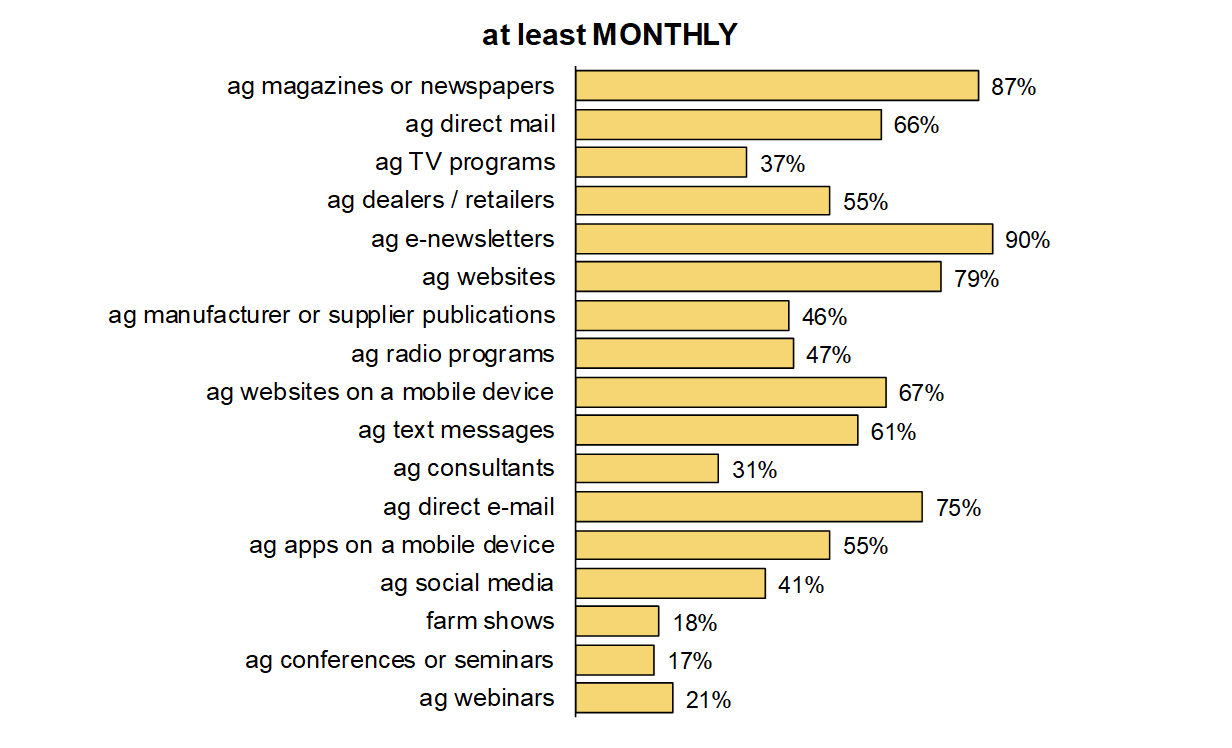 at least MONTHLY
ag magazines or newspapers 87%
ag direct mail 66%
ag TV programs 37%
ag dealers / retailers 55%
ag e-newsletters 90%
ag websites 79%
ag manufacturer or supplier publications 46%
ag radio programs 47%
ag websites on a mobile device 67%
ag text messages 61%
ag consultants 31%
ag direct e-mail 75%
ag apps on a mobile device 55%
ag social media 41%
farm shows 18%
ag conferences or seminars 17%
ag webinars 21%